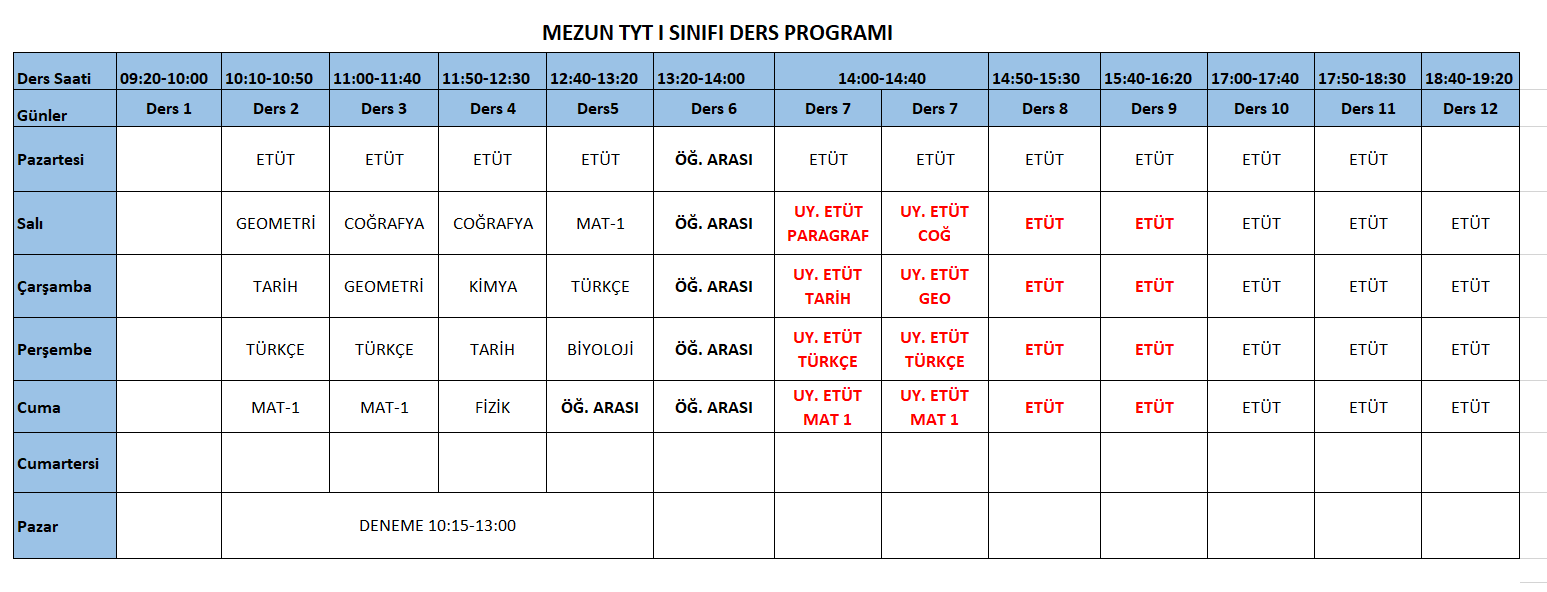 MEZUN TYT I SINIFI DERS PROGRAMI
Ders Saati 09:20-10:00 10:10-10:50 11:00-11:40 11:50-12:30 12:40-13:20 13:20-14:00 14:00-14:40 14:50-15:30 15:40-16:20 17:00-17:40 17:50-18:30 18:40-19:20
Günler Ders 1 Ders 2 Ders 3 Ders 4 Ders5 Ders 6 Ders 7 Ders 7 Ders 8 Ders 9 Ders 10 Ders 11 Ders 12
Pazartesi ETÜT ETÜT ETÜT ETÜT ÖĞ. ARASI ETÜT ETÜT ETÜT ETÜT ETÜT ETÜT
Salı GEOMETRİ COĞRAFYA COĞRAFYA MAT-1 ÖĞ. ARASI UY. ETÜT PARAGRAF UY. ETÜT COĞ ETÜT ETÜT ETÜT ETÜT ETÜT
Çarşamba TARİH GEOMETRİ KİMYA TÜRKÇE ÖĞ. ARASI UY. ETÜT TARİH UY. ETÜT GEO ETÜT ETÜT ETÜT ETÜT ETÜT
Perşembe TÜRKÇE TÜRKÇE TARİH BİYOLOJİ ÖĞ. ARASI UY. ETÜT TÜRKÇE UY. ETÜT TÜRKÇE ETÜT ETÜT ETÜT ETÜT ETÜT
Cuma MAT-1 MAT-1 FİZİK ÖĞ. ARASI ÖĞ. ARASI UY. ETÜT MAT 1 UY. ETÜT MAT 1 ETÜT ETÜT ETÜT ETÜT ETÜT
Cumartersi
Pazar DENEME 10:15-13:00